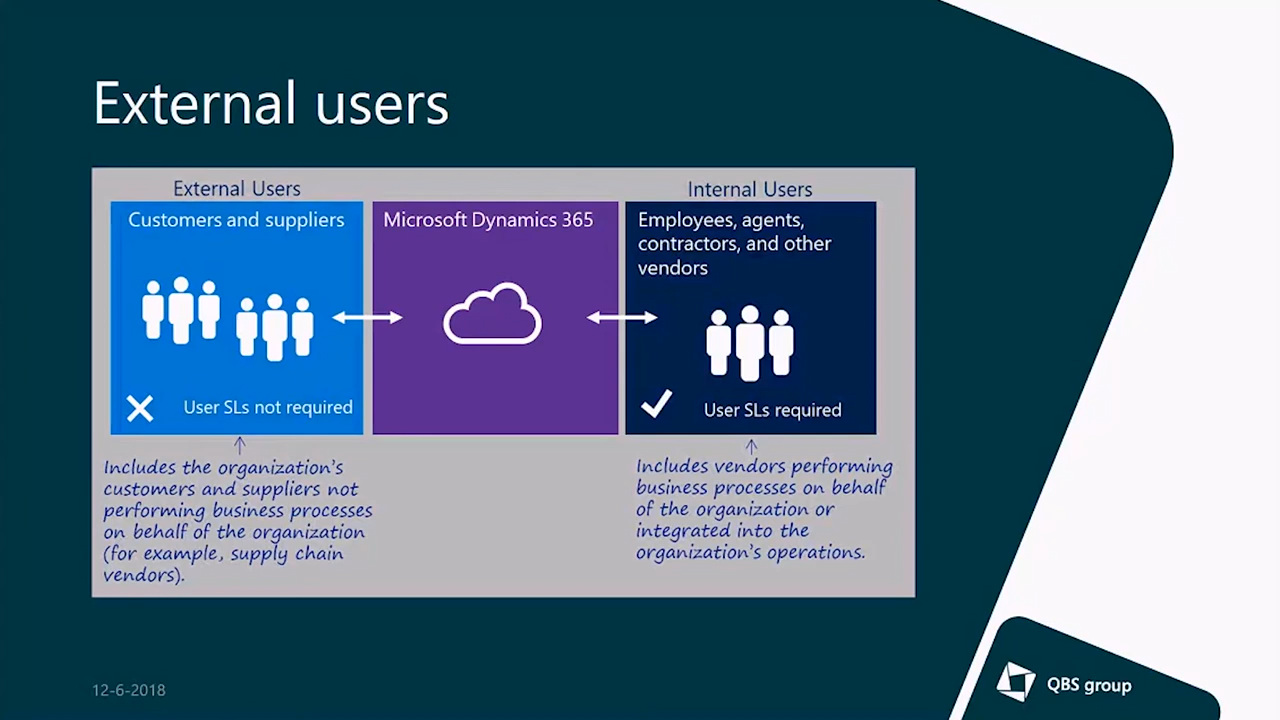 External users
External Users
Customers and suppliers
User SLs not required
Includes the organization's
customers and suppliers not
performing business processes
on behalf of the organization
(for example, supply chain
vendors).
Microsoft Dynamics 365
Internal Users
Employees, agents,
contractors, and other
vendors
User SLs required
Includes vendors performing
business processes on behalf
of the organization or
integrated into the
organization's operations.
12-6-2018
QBS group